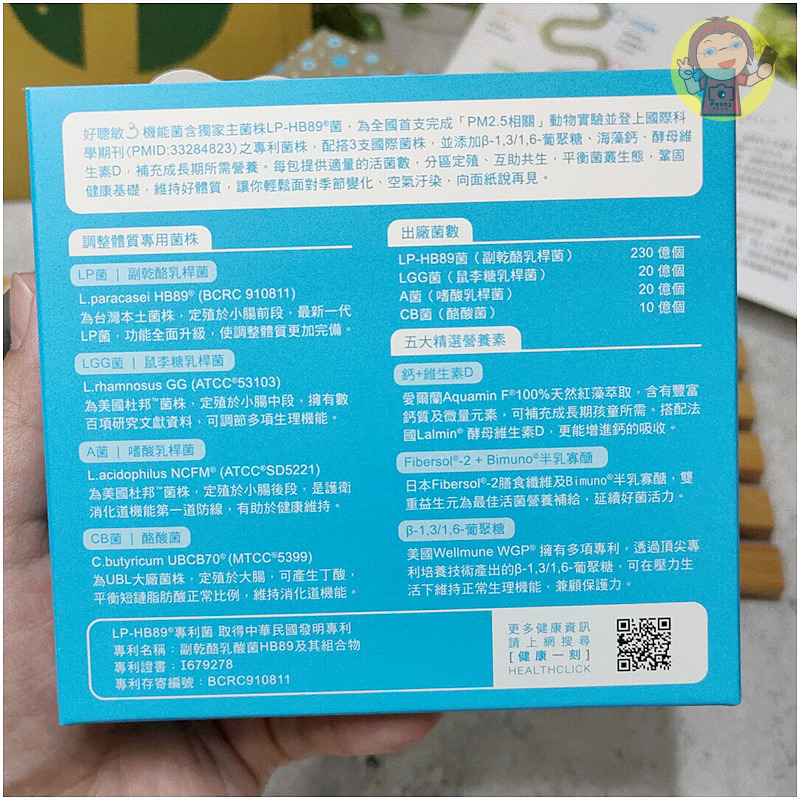 好聰敏3機能菌含獨家主菌株LP-HB89®菌，為全國首支完成「PM2.5相關」動物實驗並登上國際科
學期刊(PMID:33284823)之專利菌株，配搭3支國際菌株，並添加β-1,3/1,6-葡聚糖、海藻鈣、酵母維
生素D，補充成長期所需營養。每包提供適量的活菌數，分區定殖、互助共生，平衡菌叢生態，鞏固
健康基礎，維持好體質，讓你輕鬆面對季節變化、空氣汙染，向面紙說再見。
調整體質專用菌株
LP菌｜副乾酪乳桿菌
L.paracasei HB89® (BCRC 910811)
為台灣本土菌株，定殖於小腸前段，最新一代
LP菌，功能全面升級，使調整體質更加完備。
LGG菌｜鼠李糖乳桿菌
L.rhamnosus GG (ATCC®53103)
為美國杜邦™菌株，定殖於小腸中段，擁有數
百項研究文獻資料，可調節多項生理機能。
A菌｜嗜酸乳桿菌
L.acidophilus NCFM® (ATCC®SD5221)
為美國杜邦™菌株，定殖於小腸後段，是護衛
消化道機能第一道防線，有助於健康維持。
CB菌｜酪酸菌
C.butyricum UBCB70® (MTCC®5399)
為UBL大廠菌株，定殖於大腸，可產生丁酸，
平衡短鏈脂肪酸正常比例，維持消化道機能。
出廠菌數
LP-HB89菌（副乾酪乳桿菌） 230 億個
LGG菌（鼠李糖乳桿菌） 20 億個
A菌（嗜酸乳桿菌） 20 億個
CB菌（酪酸菌） 10 億個
五大精選營養素
鈣+維生素D
愛爾蘭Aquamin F®100%天然紅藻萃取，含有豐富
鈣質及微量元素，可補充成長期孩童所需。搭配法
國Lalmin® 酵母維生素D，更能增進鈣的吸收。
Fibersol®-2 + Bimuno®半乳寡醣
日本Fibersol®-2膳食纖維及Bimuno®半乳寡醣，雙
重益生元為最佳活菌營養補給，延續好菌活力。
β-1,3/1,6-葡聚糖
美國Wellmune WGP® 擁有多項專利，透過頂尖專
利培養技術產出的β-1,3/1,6-葡聚糖，可在壓力生
活下維持正常生理機能，兼顧保護力。
LP-HB89®專利菌 取得中華民國發明專利
專利名稱：副乾酪乳酸菌HB89及其組合物
專利證書：I679278
專利存寄編號：BCRC910811
更多健康資訊
請上網搜尋
[ 健康一刻 ]
HEALTHCLICK
Fanny